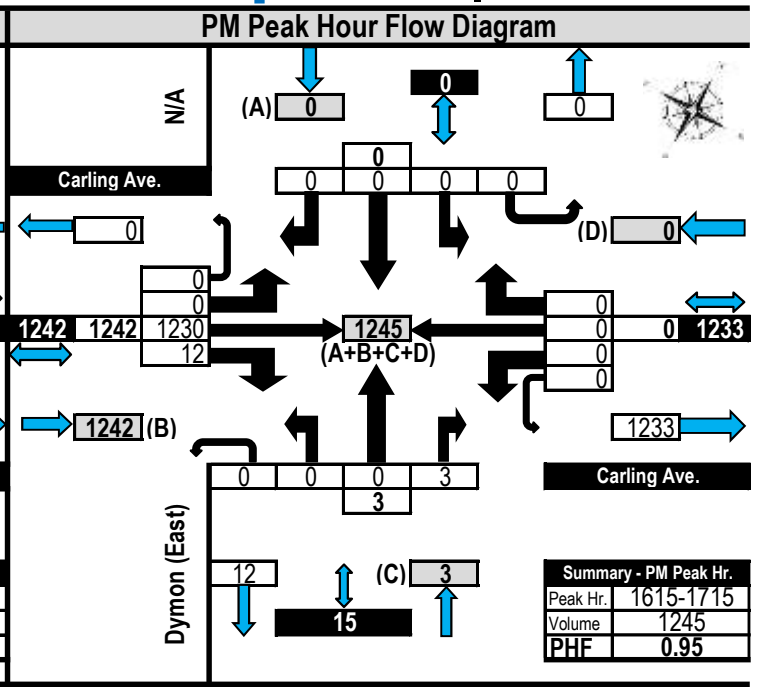 PM Peak Hour Flow Diagram
N/A
(A) 0
0
0
0
0 0 0 0
Carling Ave.
0
(D) 0
0
0
1242 1242 1230
12
1245
(A+B+C+D)
0
0 0 1233
0
0
1242 (B)
1233
Carling Ave.
0 0 0 3
3
Dymon (East)
12
(C) 3
15
Summary - PM Peak Hr.
Peak Hr. 1615-1715
Volume 1245
PHF 0.95